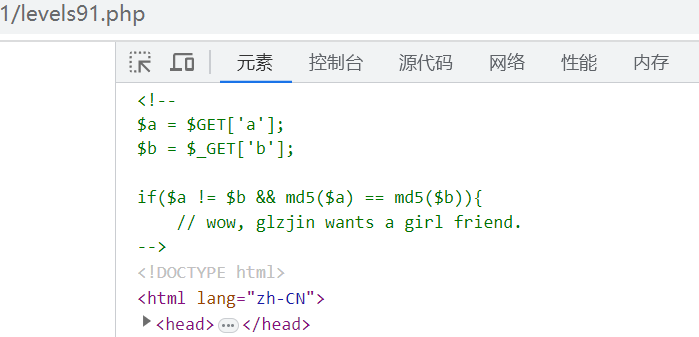 1/levels91.php
元素 控制台 源代码 网络 性能 内存
<!--
$a = $GET['a'];
$b = $_GET['b'];
if($a != $b && md5($a) == md5($b)){
// wow, glzjin wants a girl friend.
-->
<!DOCTYPE html>
<html lang="zh-CN">
<head>…</head>